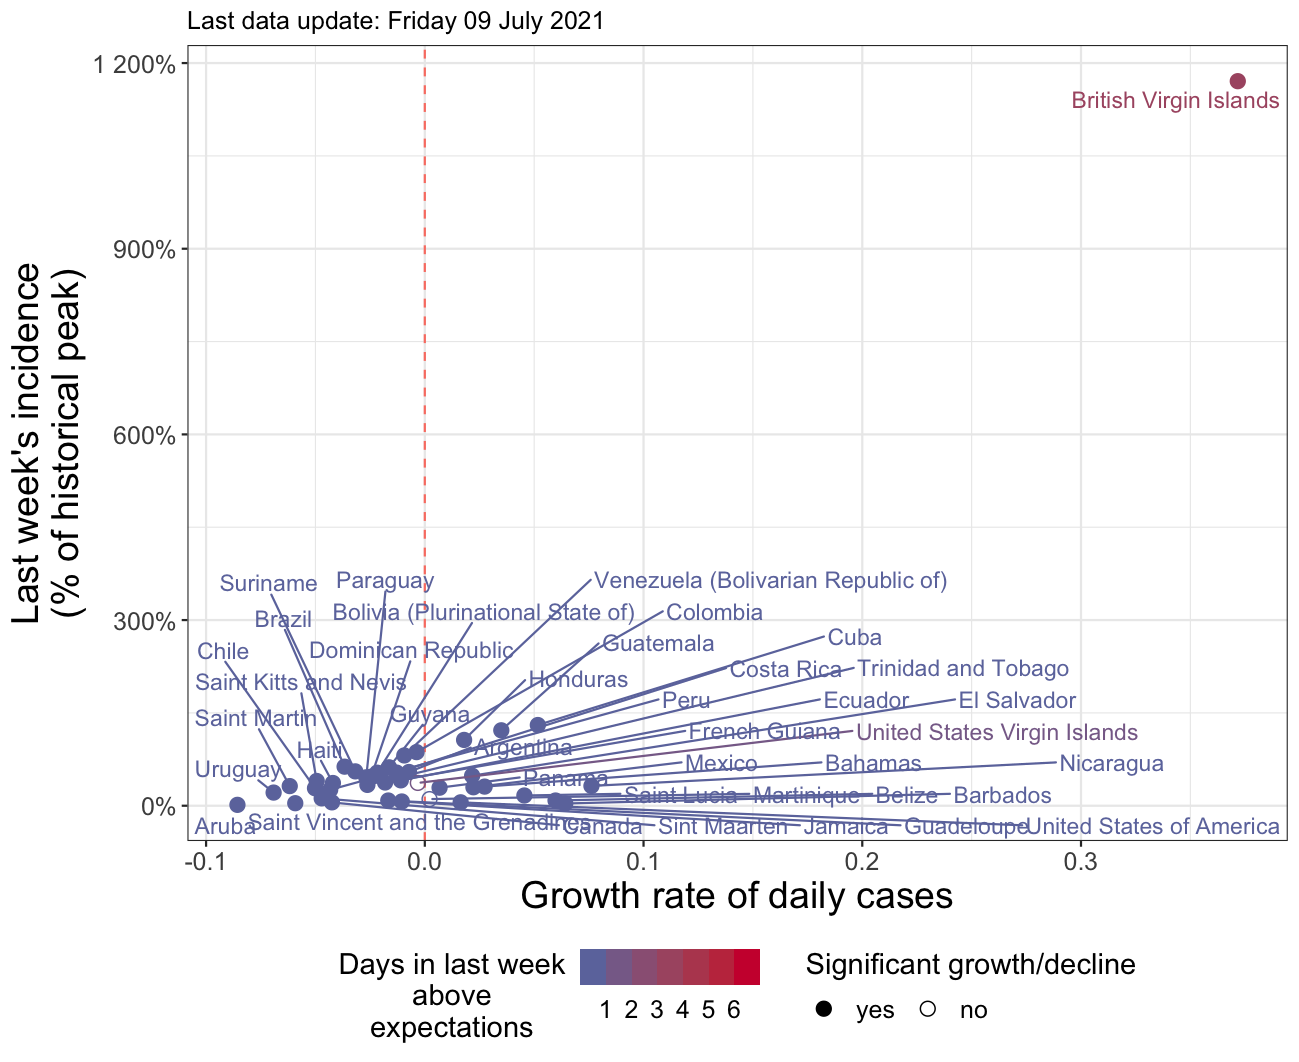 Last data update: Friday 09 July 2021
1 200%
British Virgin Islands
900%
Last week's incidence
(% of historical peak)
600%
Suriname
Paraguay
Venezuela (Bolivarian Republic of)
300%
Brazil
Bolivia (Plurinational State of)
Colombia
Chile
Dominican Republic
Guatemala
Cuba
Saint Kitts and Nevis
Honduras
Costa Rica
Trinidad and Tobago
Saint Martin
Guyana
Peru
Ecuador
El Salvador
Haiti
Argentina
French Guiana
United States Virgin Islands
Uruguay
Panama
Mexico
Bahamas
Nicaragua
0%
Saint Lucia
Martinique
Belize
Barbados
Aruba
Saint Vincent and the Grenadines
Canada
Sint Maarten
Jamaica
Guadeloupe
United States of America
-0.1
0.0
0.1
0.2
0.3
Growth rate of daily cases
Days in last week
above
expectations
1 2 3 4 5 6
Significant growth/decline
yes
no